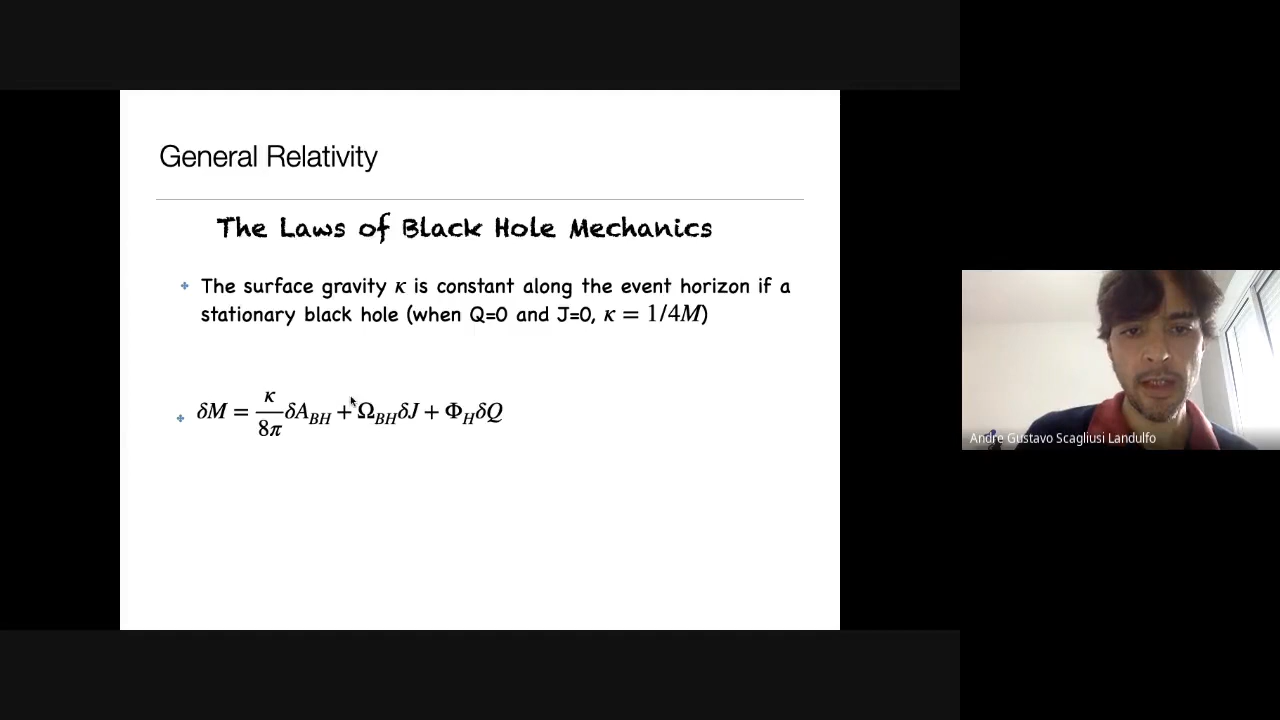 General Relativity
The Laws of Black Hole Mechanics
The surface gravity κ is constant along the event horizon if a
stationary black hole (when Q=0 and J=0, κ = 1/4M)
δM = κ/8π δA_BH + Ω_BH δJ + Φ_H δQ
Andre Gustavo Scagliusi Landulfo